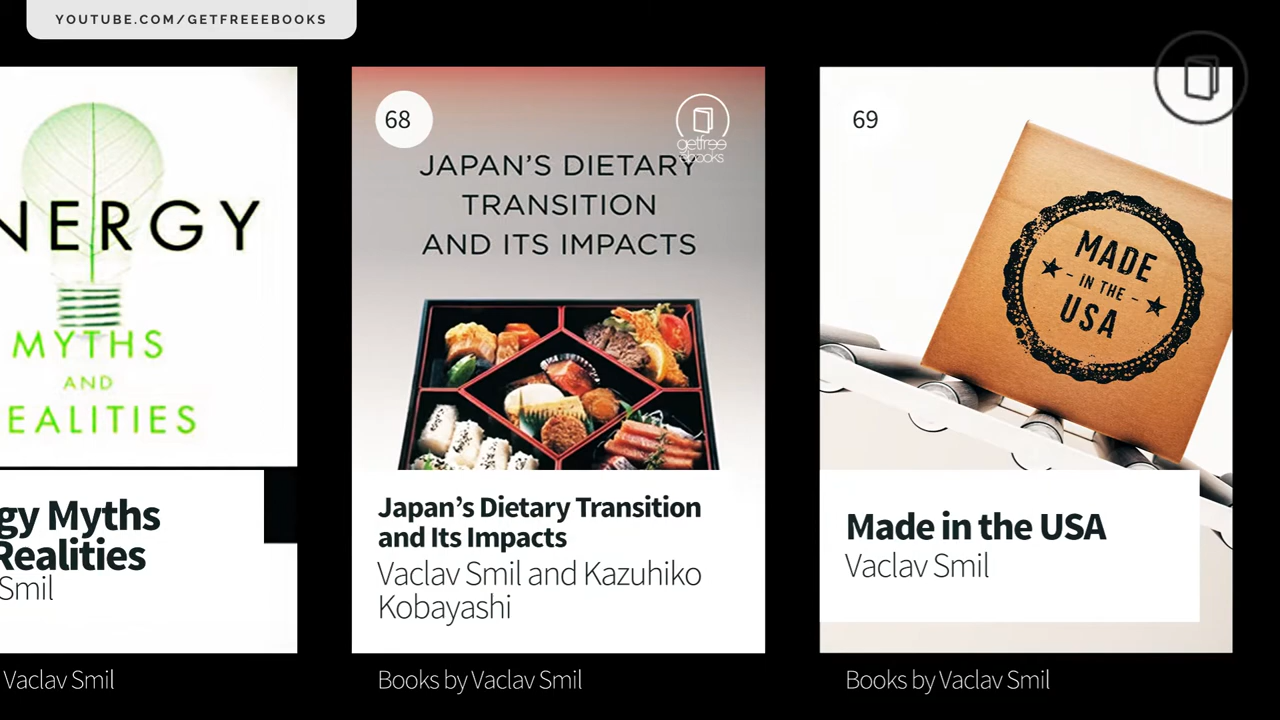 YOUTUBE.COM/GETFREEEBOOKS
NERGY
MYTHS
AND
EALITIES
gy Myths
Realities
Smil
Vaclav Smil
68
getfree
ebooks
JAPAN'S DIETARY
TRANSITION
AND ITS IMPACTS
Japan's Dietary Transition
and Its Impacts
Vaclav Smil and Kazuhiko
Kobayashi
Books by Vaclav Smil
69
MADE
IN THE
USA
Made in the USA
Vaclav Smil
Books by Vaclav Smil